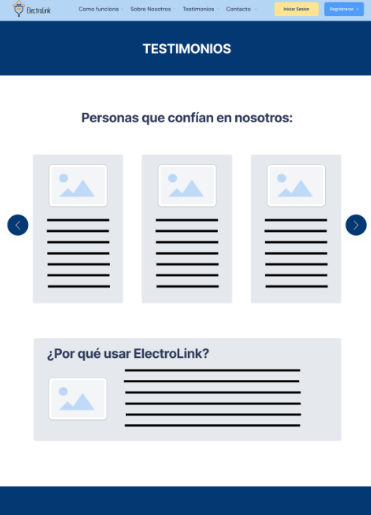 ElectroLink
Como funciona
Sobre Nosotros
Testimonios
Contacto
Iniciar Sesión
Registrarse
TESTIMONIOS
Personas que confían en nosotros:
¿Por qué usar ElectroLink?